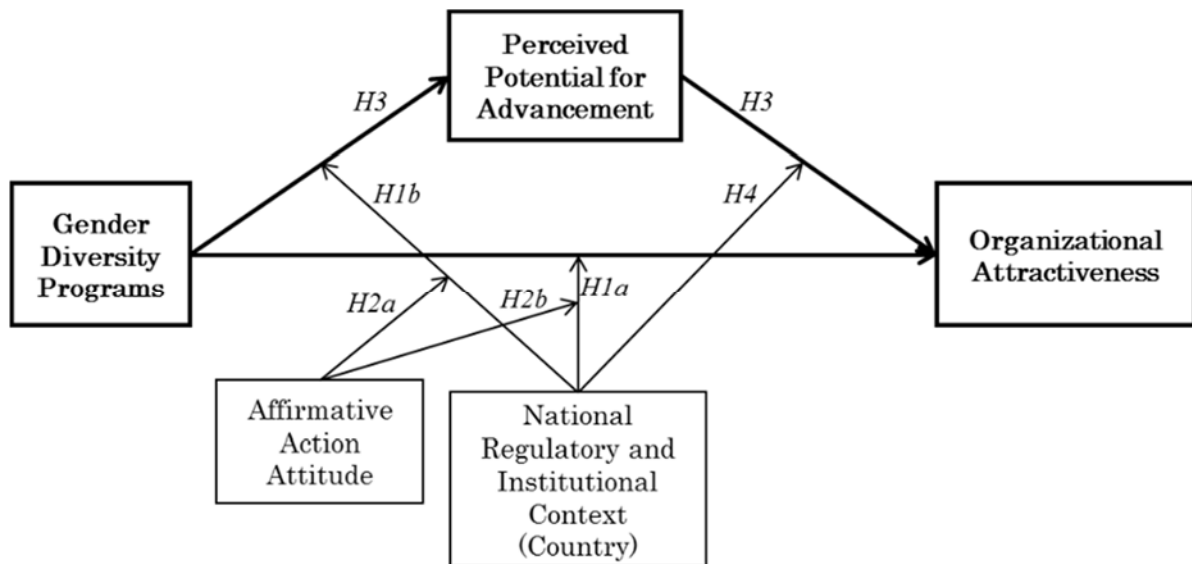 Perceived
Potential for
Advancement
H3
H3
H1b
H4
Gender
Diversity
Programs
Organizational
Attractiveness
H2a
H2b
H1a
Affirmative
Action
Attitude
National
Regulatory and
Institutional
Context
(Country)